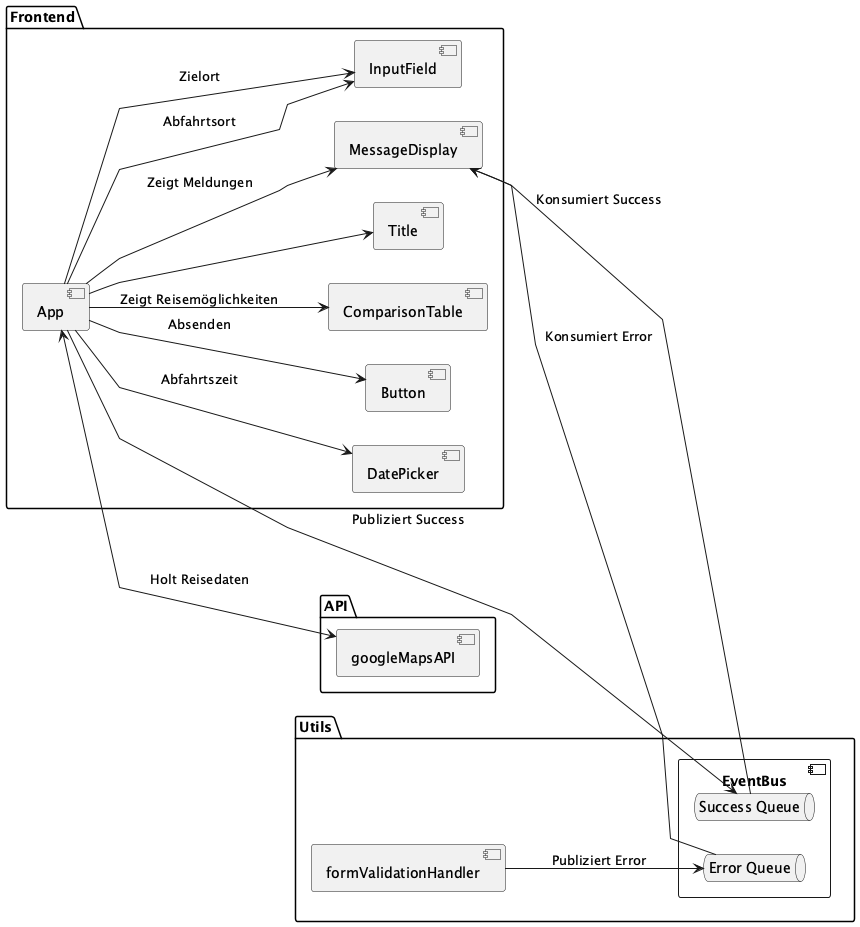 Frontend
InputField
Zielort
Abfahrtsort
MessageDisplay
Zeigt Meldungen
Konsumiert Success
Title
App
Zeigt Reisemöglichkeiten
ComparisonTable
Absenden
Konsumiert Error
Abfahrtszeit
Button
DatePicker
Publiziert Success
Holt Reisedaten
API
googleMapsAPI
Utils
EventBus
Success Queue
formValidationHandler
Publiziert Error
Error Queue